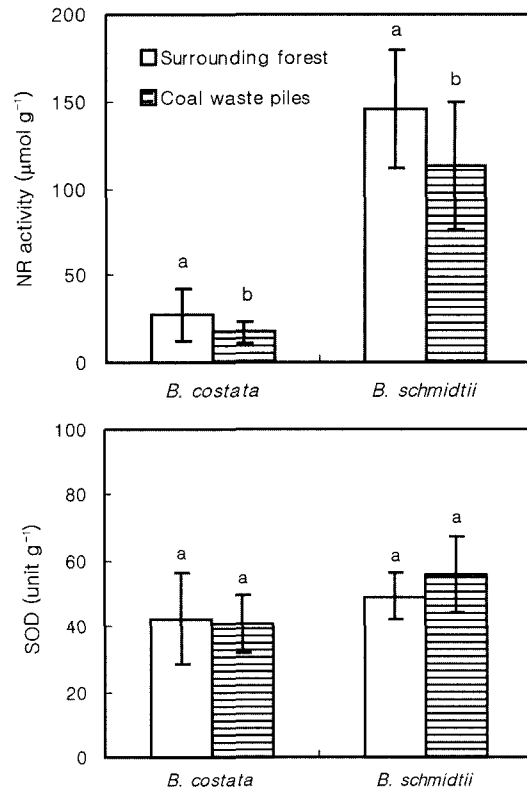 200
a
Surrounding forest
Coal waste piles
150
b
NR activity (μmol g⁻¹)
100
50
a
b
0
B. costata
B. schmidtii
100
80
a
a
a
a
60
SOD (unit g⁻¹)
40
20
0
B. costata
B. schmidtii